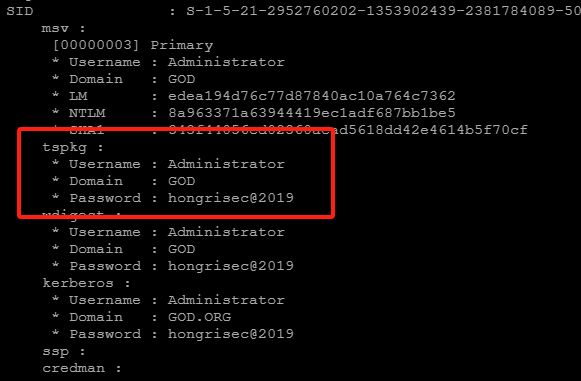 SID : S-1-5-21-2952760202-1353902439-2381784089-50
msv :
[00000003] Primary
* Username : Administrator
* Domain : GOD
* LM : edea194d76c77d87840ac10a764c7362
* NTLM : 8a963371a63944419ec1adf687bb1be5
* SHA1 :
tspkg :
* Username : Administrator
* Domain : GOD
* Password : hongrisec@2019
wdigest :
* Username : Administrator
* Domain : GOD
* Password : hongrisec@2019
kerberos :
* Username : Administrator
* Domain : GOD.ORG
* Password : hongrisec@2019
ssp :
credman :